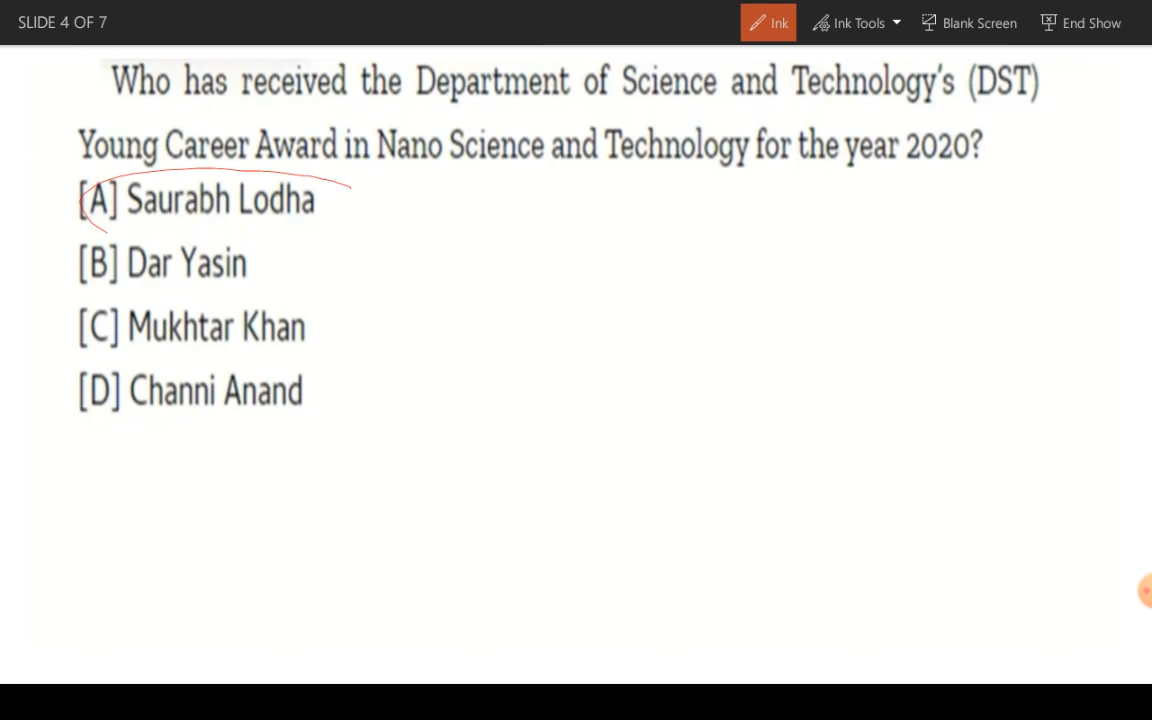 SLIDE 4 OF 7 Ink Ink Tools Blank Screen End Show
Who has received the Department of Science and Technology's (DST)
Young Career Award in Nano Science and Technology for the year 2020?
[A] Saurabh Lodha
[B] Dar Yasin
[C] Mukhtar Khan
[D] Channi Anand